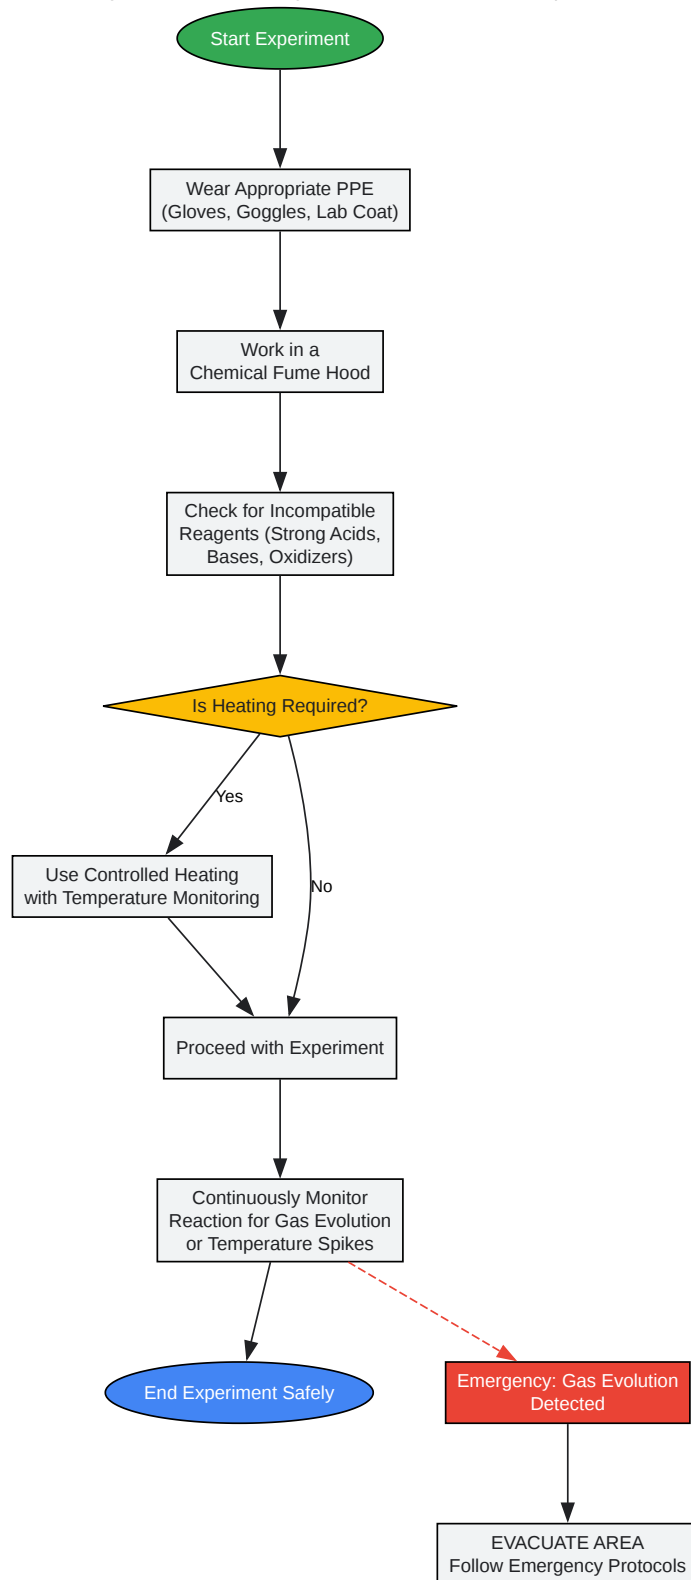 Start Experiment
Wear Appropriate PPE
(Gloves, Goggles, Lab Coat)
Work in a
Chemical Fume Hood
Check for Incompatible
Reagents (Strong Acids,
Bases, Oxidizers)
Is Heating Required?
Yes
Use Controlled Heating
with Temperature Monitoring
No
Proceed with Experiment
Continuously Monitor
Reaction for Gas Evolution
or Temperature Spikes
End Experiment Safely
Emergency: Gas Evolution
Detected
EVACUATE AREA
Follow Emergency Protocols